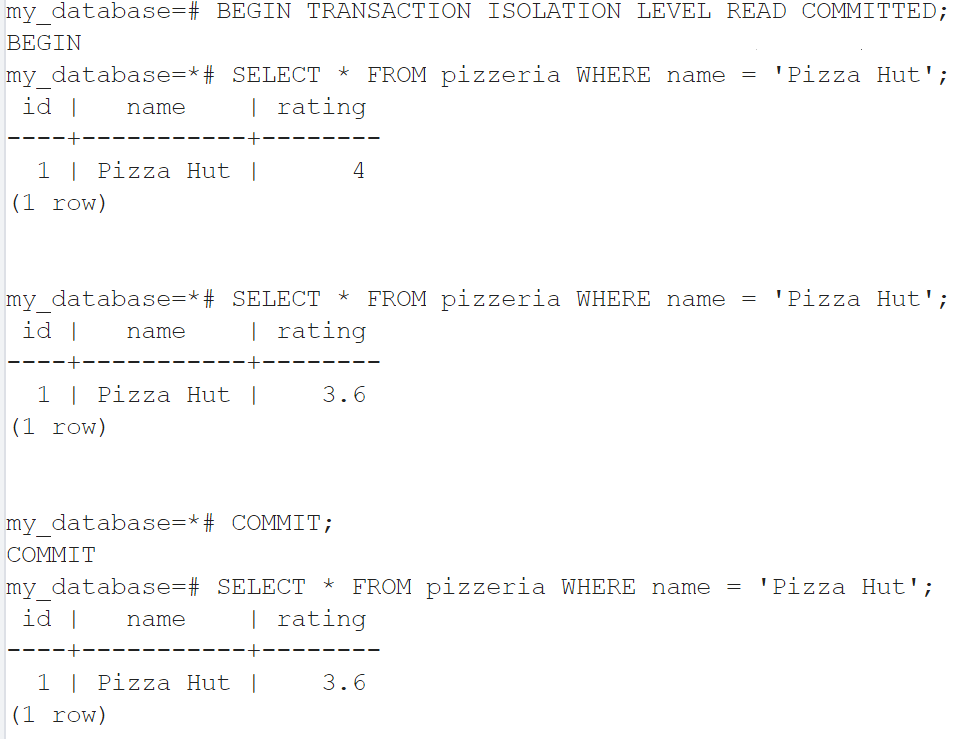 my_database=# BEGIN TRANSACTION ISOLATION LEVEL READ COMMITTED;
BEGIN
my_database=*# SELECT * FROM pizzeria WHERE name = 'Pizza Hut';
 id |   name    | rating
----+-----------+--------
  1 | Pizza Hut |      4
(1 row)
my_database=*# SELECT * FROM pizzeria WHERE name = 'Pizza Hut';
 id |   name    | rating
----+-----------+--------
  1 | Pizza Hut |    3.6
(1 row)
my_database=*# COMMIT;
COMMIT
my_database=# SELECT * FROM pizzeria WHERE name = 'Pizza Hut';
 id |   name    | rating
----+-----------+--------
  1 | Pizza Hut |    3.6
(1 row)